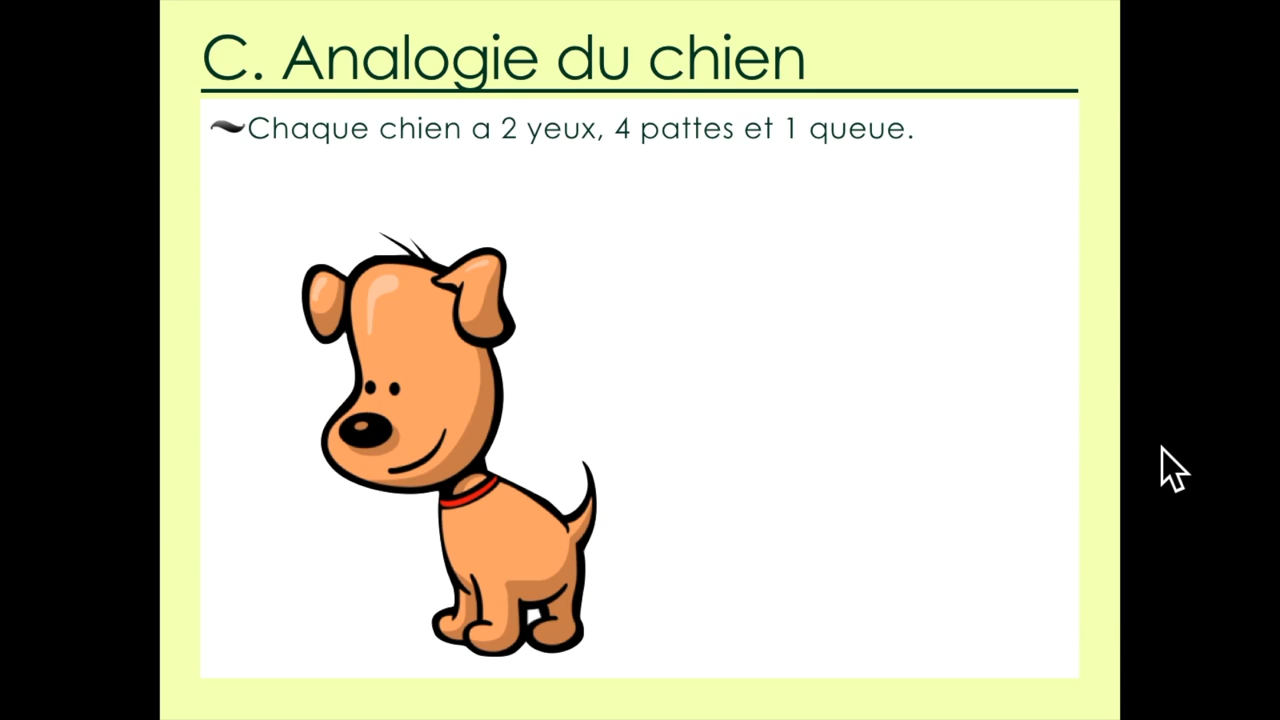 C. Analogie du chien
Chaque chien a 2 yeux, 4 pattes et 1 queue.